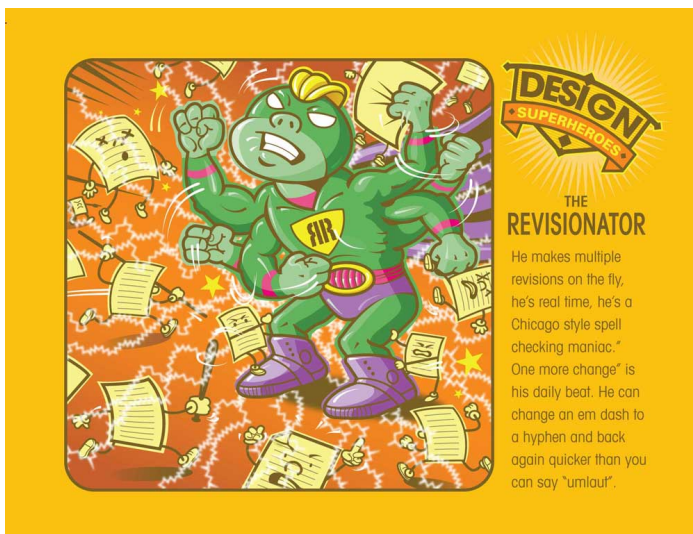 DESIGN
SUPERHEROES
THE
REVISIONATOR
He makes multiple
revisions on the fly,
he's real time, he's a
Chicago style spell
checking maniac."
One more change" is
his daily beat. He can
change an em dash to
a hyphen and back
again quicker than you
can say "umlaut".
RR